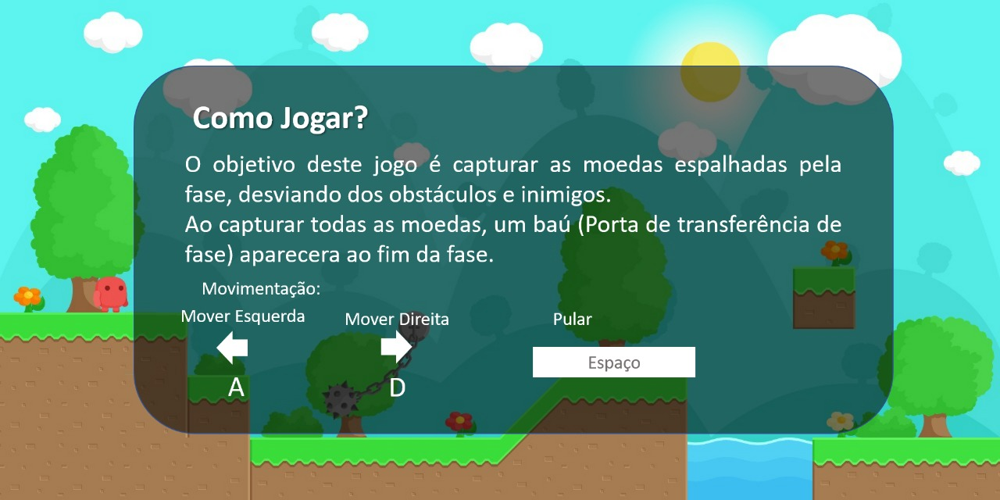 Como Jogar?
O objetivo deste jogo é capturar as moedas espalhadas pela
fase, desviando dos obstáculos e inimigos.
Ao capturar todas as moedas, um baú (Porta de transferência de
fase) aparecera ao fim da fase.
Movimentação:
Mover Esquerda
Mover Direita
Pular
Espaço
A
D